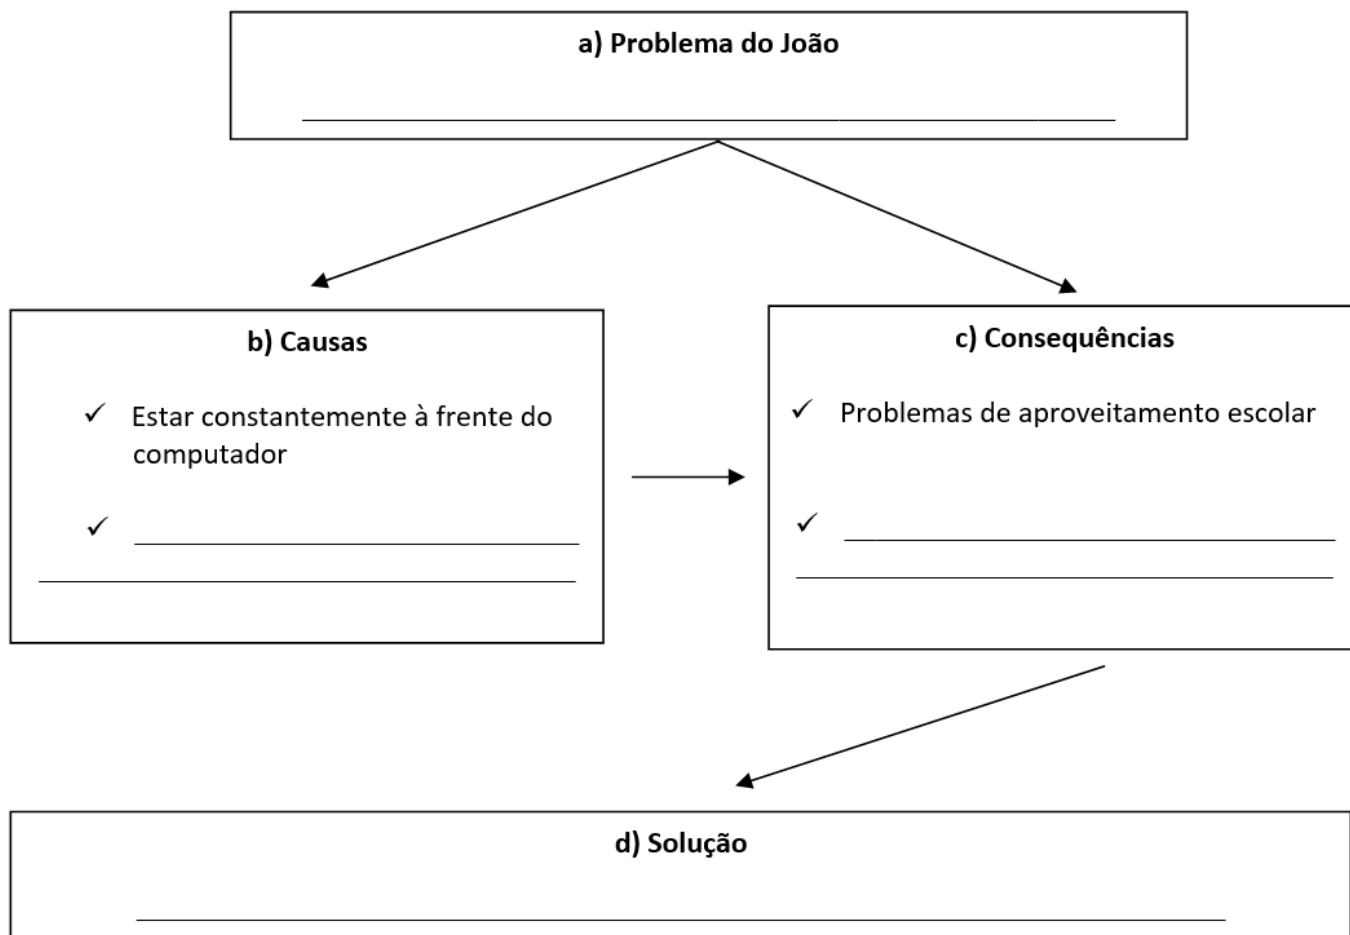 a) Problema do João
b) Causas
✓ Estar constantemente à frente do
computador
✓
c) Consequências
✓ Problemas de aproveitamento escolar
✓
d) Solução